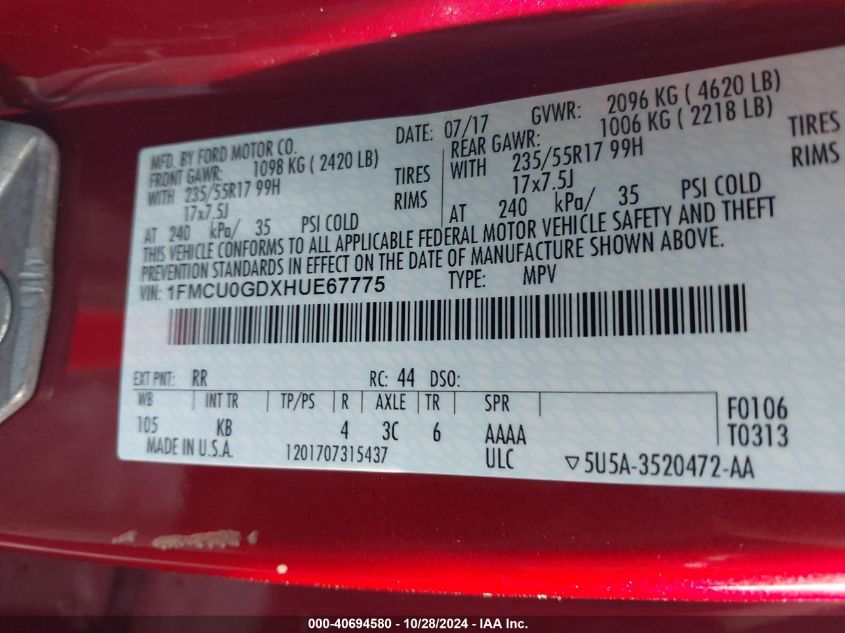 MFD. BY FORD MOTOR CO. DATE: 07/17 GVWR: 2096 KG ( 4620 LB)
FRONT GAWR: 1098 KG ( 2420 LB) REAR GAWR: 1006 KG ( 2218 LB)
WITH 235/55R17 99H TIRES WITH 235/55R17 99H TIRES
17x7.5J RIMS 17x7.5J RIMS
AT 240 kPa/ 35 PSI COLD AT 240 kPa/ 35 PSI COLD
THIS VEHICLE CONFORMS TO ALL APPLICABLE FEDERAL MOTOR VEHICLE SAFETY AND THEFT
PREVENTION STANDARDS IN EFFECT ON THE DATE OF MANUFACTURE SHOWN ABOVE.
VIN: 1FMCU0GDXHUE67775 TYPE: MPV
EXT PNT: RR RC: 44 DSO:
WB INT TR TP/PS R AXLE TR SPR F0106
105 KB 4 3C 6 AAAA T0313
MADE IN U.S.A. 1201707315437 ULC ▽5U5A-3520472-AA
000-40694580 - 10/28/2024 - IAA Inc.